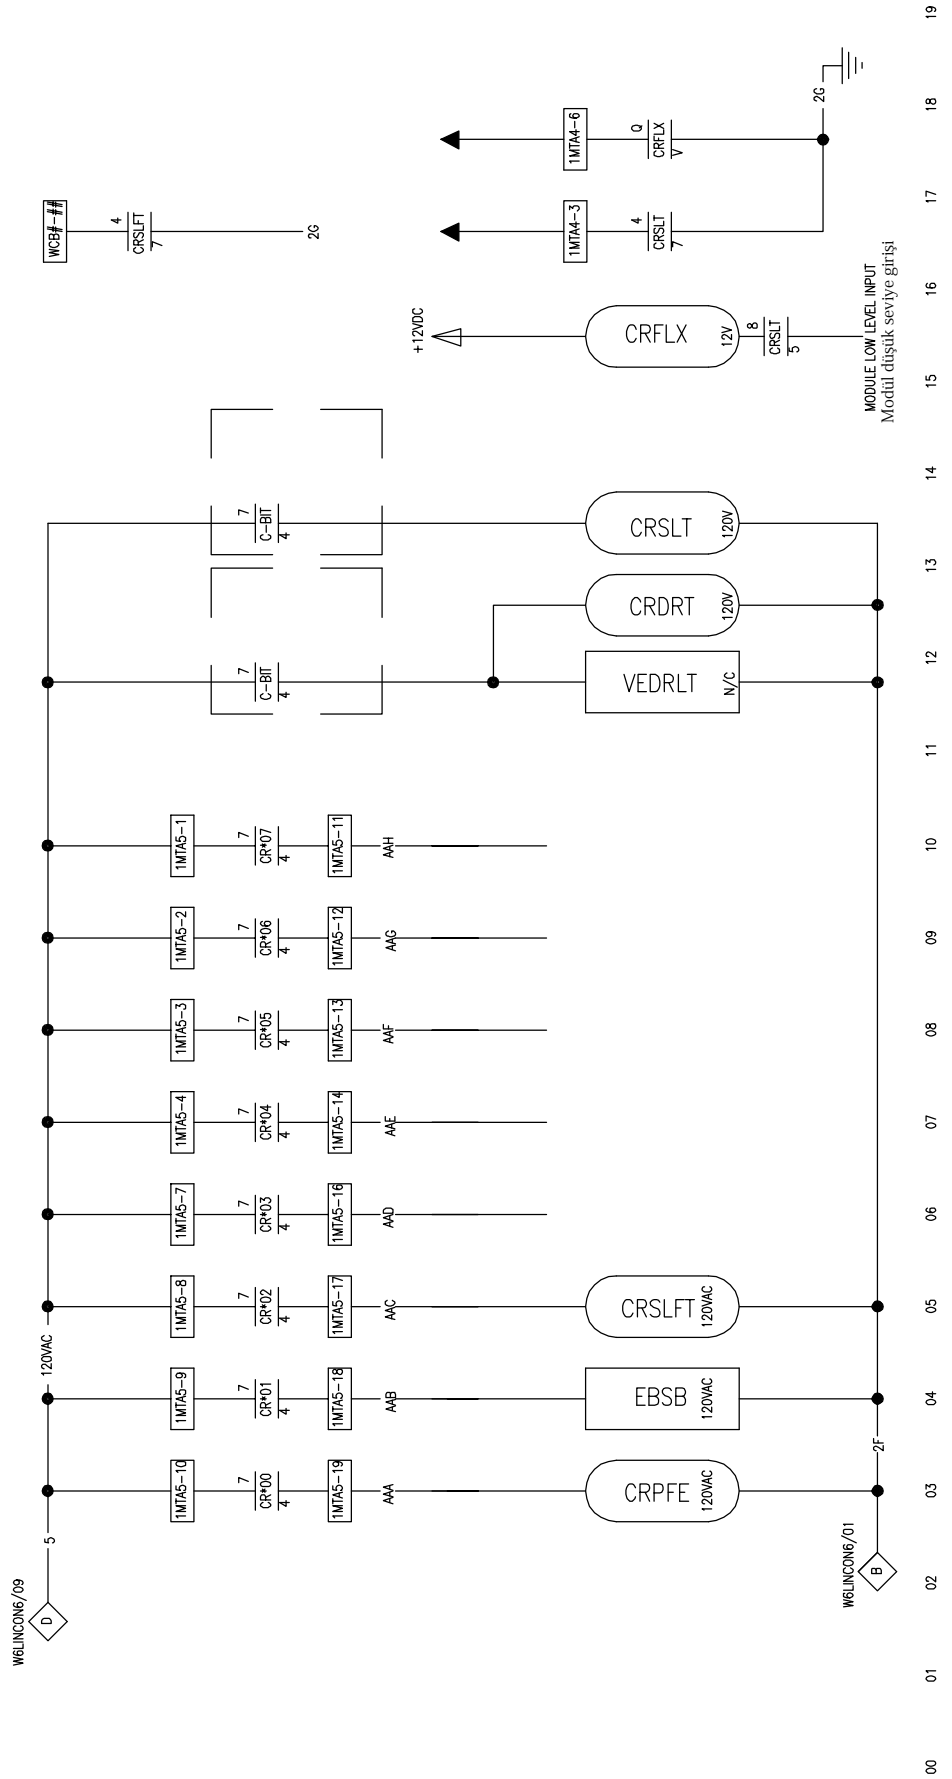 W6LINCON6/09
D
5
120VAC
1MTA5-10
7
CR*00
4
1MTA5-19
AAA
CRPFE
120VAC
1MTA5-9
7
CR*01
4
1MTA5-18
AAB
EBSB
120VAC
1MTA5-8
7
CR*02
4
1MTA5-17
AAC
CRSLFT
120VAC
1MTA5-7
7
CR*03
4
1MTA5-16
AAD
1MTA5-4
7
CR*04
4
1MTA5-14
AAE
1MTA5-3
7
CR*05
4
1MTA5-13
AAF
1MTA5-2
7
CR*06
4
1MTA5-12
AAG
1MTA5-1
7
CR*07
4
1MTA5-11
AAH
7
C-BIT
4
VEDRLT
N/C
CRDRT
120V
7
C-BIT
4
CRSLT
120V
W6LINCON6/01
B
2F
WCB#-##
4
CRSLFT
7
2G
+12VDC
CRFLX
12V
8
CRSLT
5
MODULE LOW LEVEL INPUT
Modül düşük seviye girişi
1MTA4-3
4
CRSLT
7
1MTA4-6
Q
CRFLX
V
2G
00 01 02 03 04 05 06 07 08 09 10 11 12 13 14 15 16 17 18 19